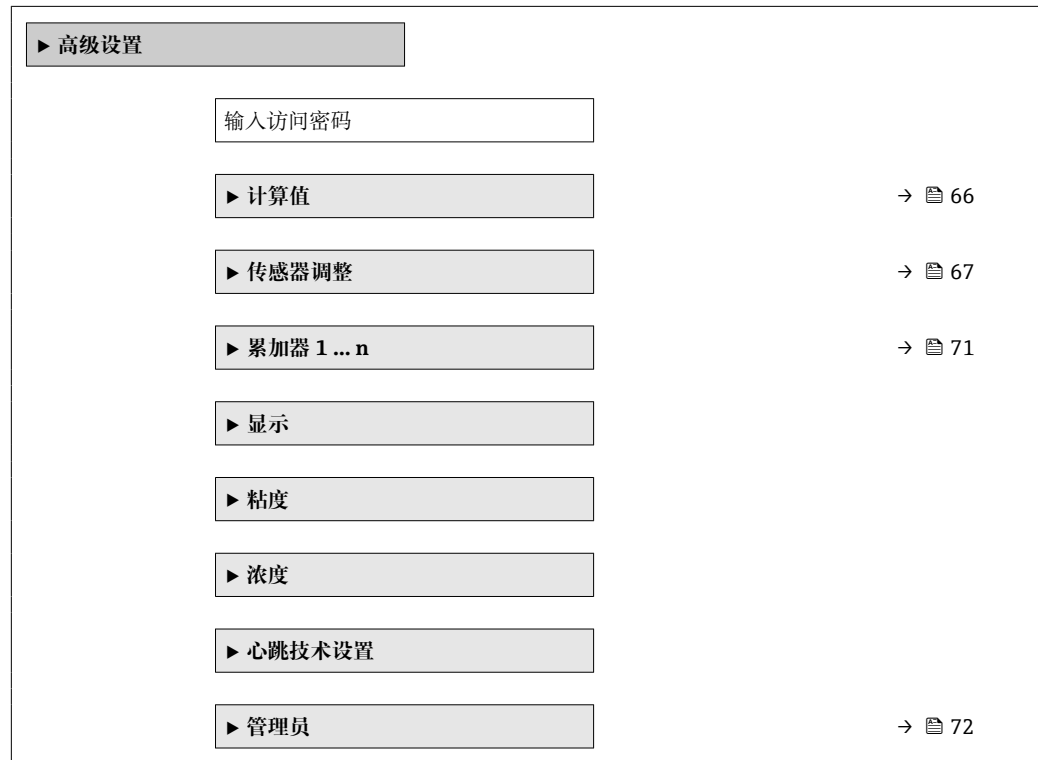 ▶ 高级设置
输入访问密码
▶ 计算值 → 66
▶ 传感器调整 → 67
▶ 累加器 1 ... n → 71
▶ 显示
▶ 粘度
▶ 浓度
▶ 心跳技术设置
▶ 管理员 → 72